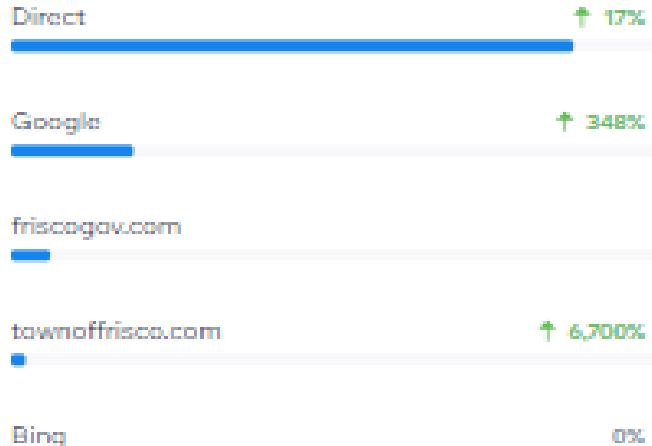 Direct ↑ 17%
Google ↑ 348%
friscogov.com
townoffrisco.com ↑ 6,700%
Bing 0%